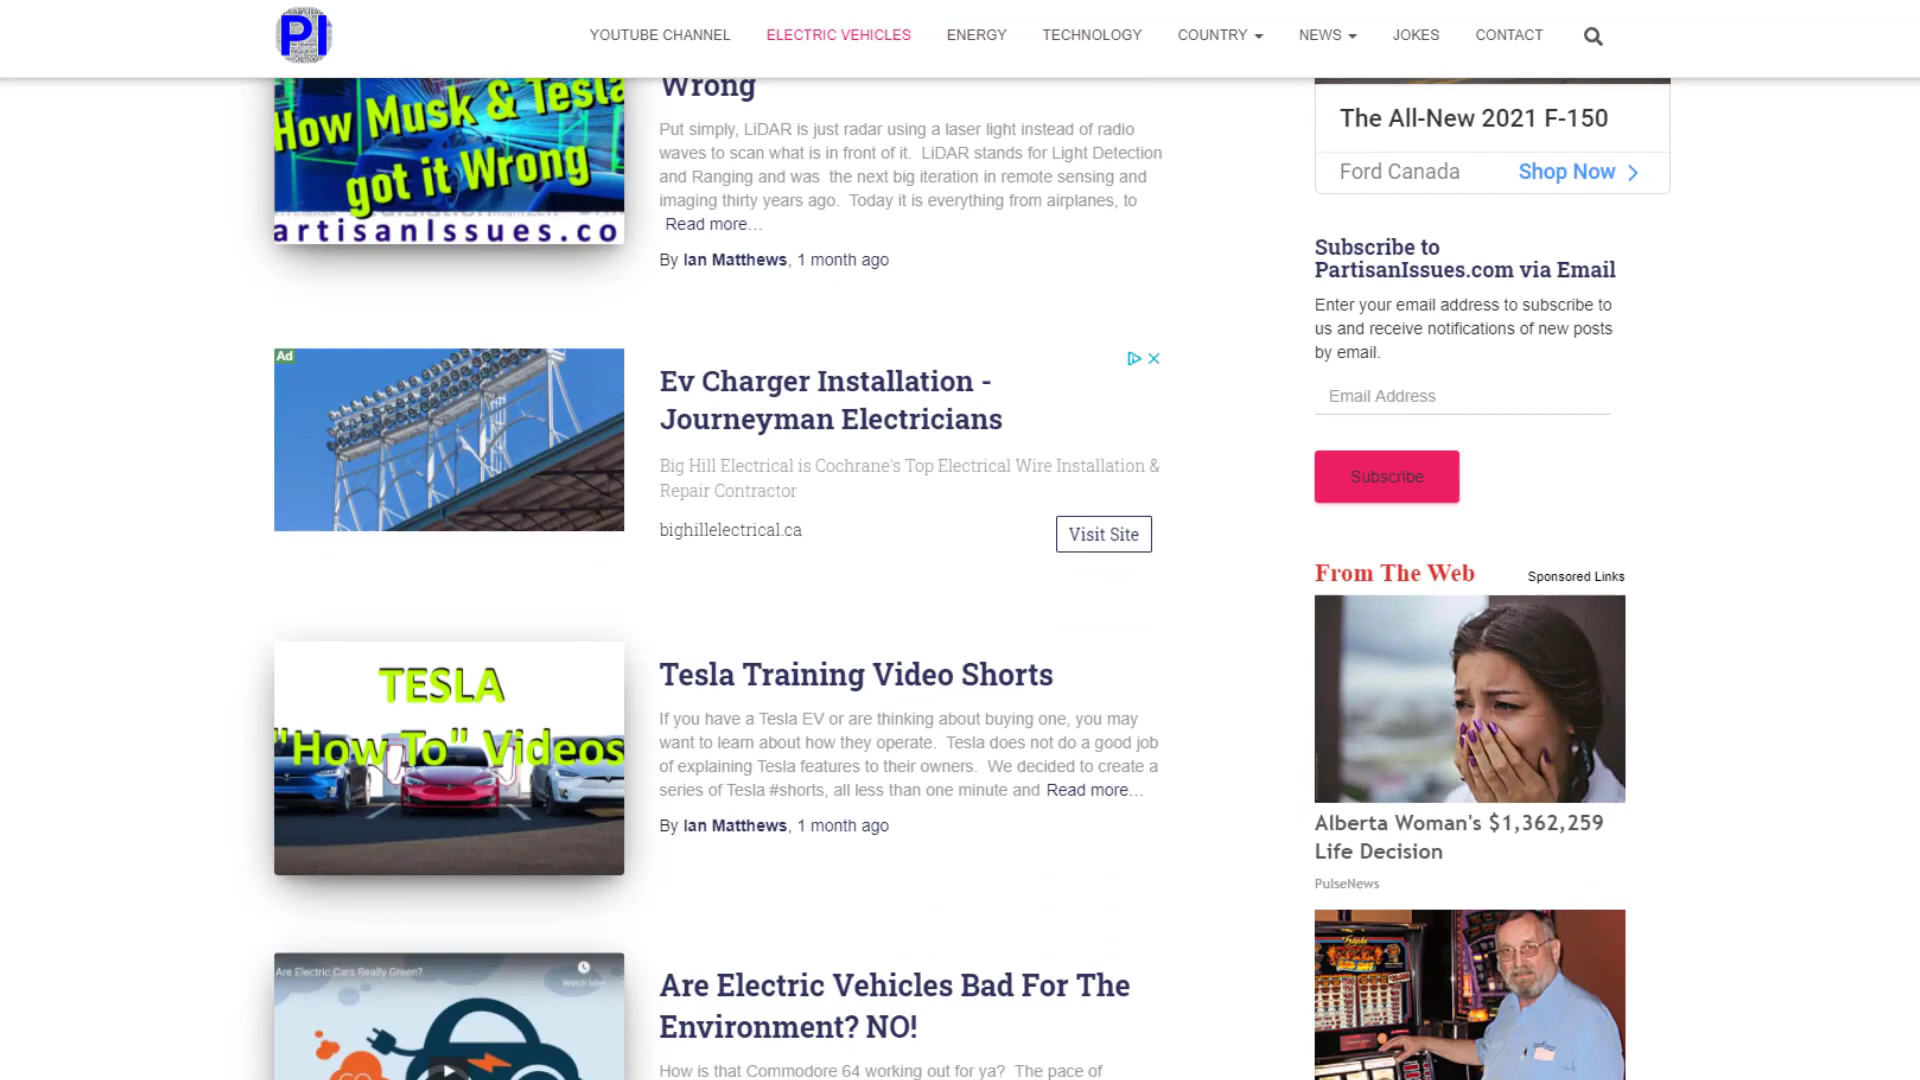 PI
YOUTUBE CHANNEL
ELECTRIC VEHICLES
ENERGY
TECHNOLOGY
COUNTRY
NEWS
JOKES
CONTACT
How Musk & Tesla
got it Wrong
artisanIssues.co
Wrong
Put simply, LiDAR is just radar using a laser light instead of radio
waves to scan what is in front of it. LiDAR stands for Light Detection
and Ranging and was the next big iteration in remote sensing and
imaging thirty years ago. Today it is everything from airplanes, to
Read more…
By Ian Matthews, 1 month ago
Ad
Ev Charger Installation -
Journeyman Electricians
Big Hill Electrical is Cochrane's Top Electrical Wire Installation &
Repair Contractor
bighillelectrical.ca
Visit Site
TESLA
"How To" Videos
Tesla Training Video Shorts
If you have a Tesla EV or are thinking about buying one, you may
want to learn about how they operate. Tesla does not do a good job
of explaining Tesla features to their owners. We decided to create a
series of Tesla #shorts, all less than one minute and Read more…
By Ian Matthews, 1 month ago
Are Electric Cars Really Green?
Watch later
Are Electric Vehicles Bad For The
Environment? NO!
How is that Commodore 64 working out for ya? The pace of
The All-New 2021 F-150
Ford Canada
Shop Now
Subscribe to
PartisanIssues.com via Email
Enter your email address to subscribe to
us and receive notifications of new posts
by email.
Email Address
Subscribe
From The Web
Sponsored Links
Alberta Woman's $1,362,259
Life Decision
PulseNews